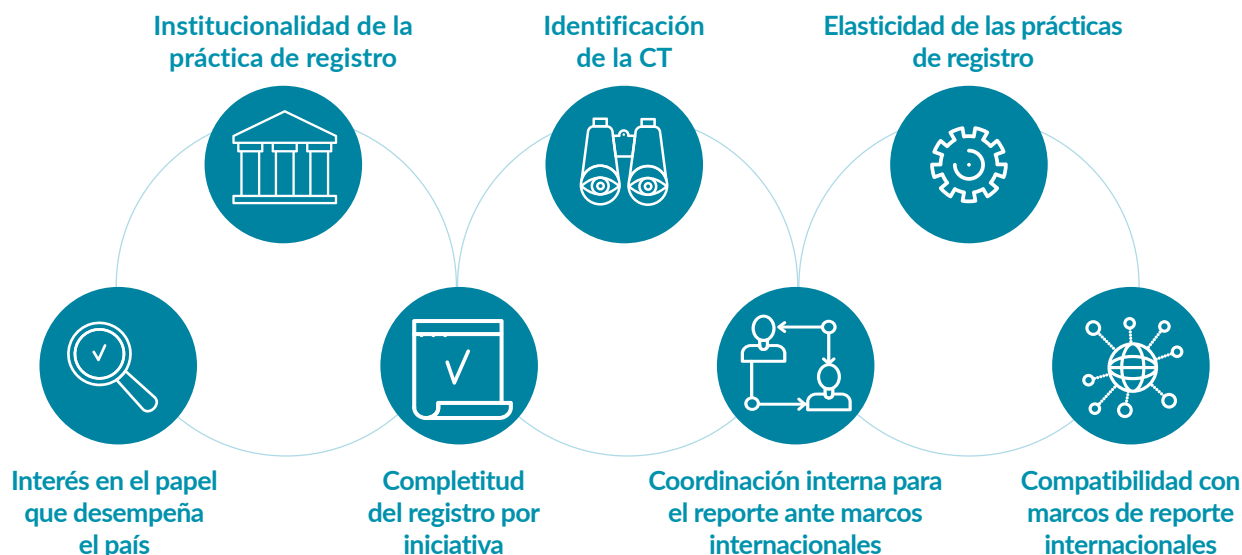 Institucionalidad de la
práctica de registro
Identificación
de la CT
Elasticidad de las prácticas
de registro
Interés en el papel
que desempeña
el país
Completitud
del registro por
iniciativa
Coordinación interna para
el reporte ante marcos
internacionales
Compatibilidad con
marcos de reporte
internacionales